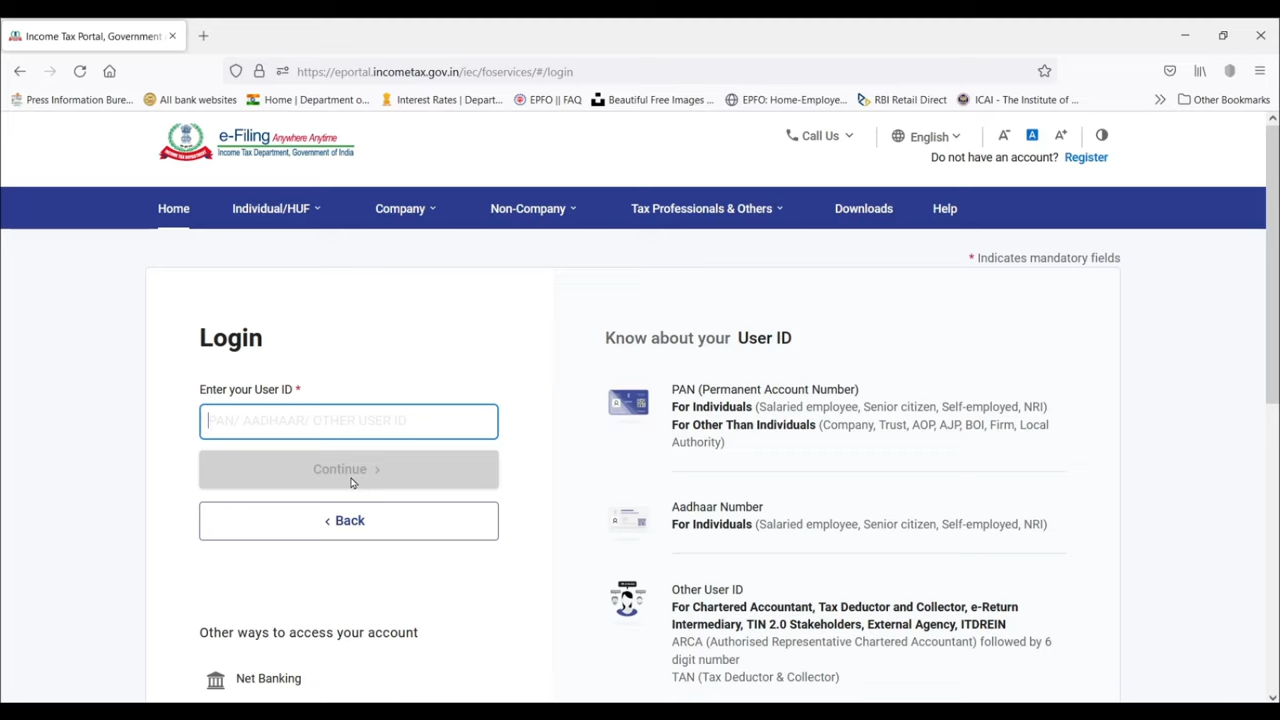 Income Tax Portal, Government
https://eportal.incometax.gov.in/iec/foservices/#/login
Press Information Bure...
All bank websites
Home | Department o...
Interest Rates | Depart...
EPFO || FAQ
Beautiful Free Images ...
EPFO: Home-Employe...
RBI Retail Direct
ICAI - The Institute of ...
Other Bookmarks
e-Filing Anywhere Anytime
Income Tax Department, Government of India
Call Us
English
A-
A
A+
Do not have an account? Register
Home
Individual/HUF
Company
Non-Company
Tax Professionals & Others
Downloads
Help
* Indicates mandatory fields
Login
Enter your User ID *
PAN/ AADHAAR/ OTHER USER ID
Continue >
< Back
Other ways to access your account
Net Banking
Know about your User ID
PAN (Permanent Account Number)
For Individuals (Salaried employee, Senior citizen, Self-employed, NRI)
For Other Than Individuals (Company, Trust, AOP, AJP, BOI, Firm, Local
Authority)
Aadhaar Number
For Individuals (Salaried employee, Senior citizen, Self-employed, NRI)
Other User ID
For Chartered Accountant, Tax Deductor and Collector, e-Return
Intermediary, TIN 2.0 Stakeholders, External Agency, ITDREIN
ARCA (Authorised Representative Chartered Accountant) followed by 6
digit number
TAN (Tax Deductor & Collector)